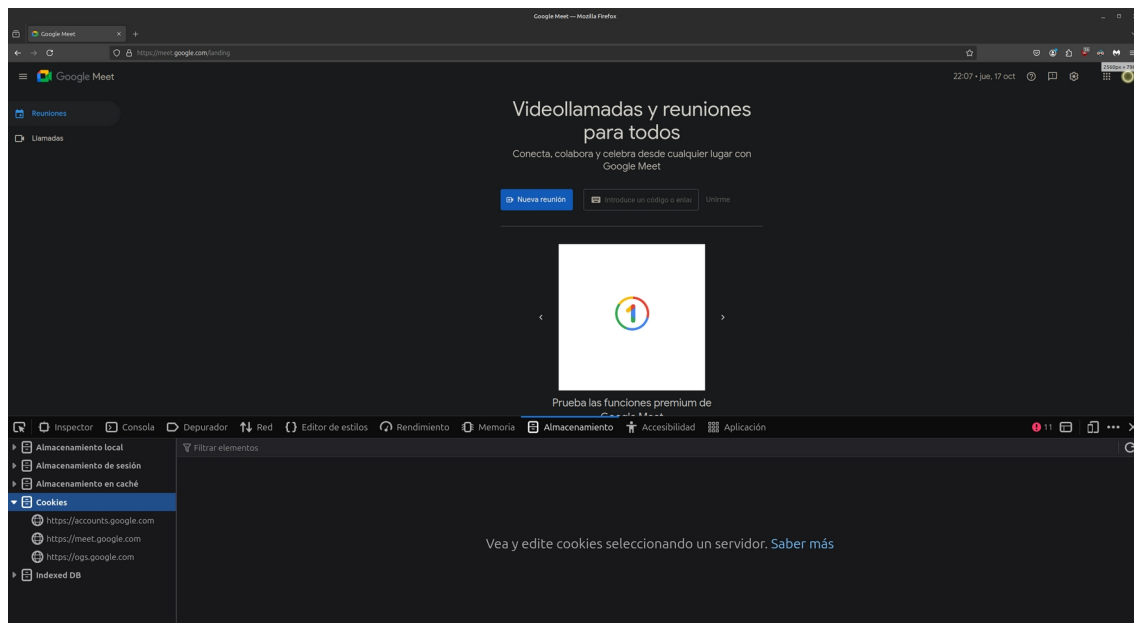 Google Meet — Mozilla Firefox
Google Meet
https://meet.google.com/landing
Google Meet
22:07 • jue, 17 oct
Reuniones
Llamadas
Videollamadas y reuniones
para todos
Conecta, colabora y celebra desde cualquier lugar con
Google Meet
Nueva reunión
Introduce un código o enlac
Unirme
1
Prueba las funciones premium de
Google Meet
Inspector
Consola
Depurador
Red
Editor de estilos
Rendimiento
Memoria
Almacenamiento
Accesibilidad
Aplicación
11
Almacenamiento local
Filtrar elementos
Almacenamiento de sesión
Almacenamiento en caché
Cookies
https://accounts.google.com
https://meet.google.com
https://ogs.google.com
Indexed DB
Vea y edite cookies seleccionando un servidor. Saber más